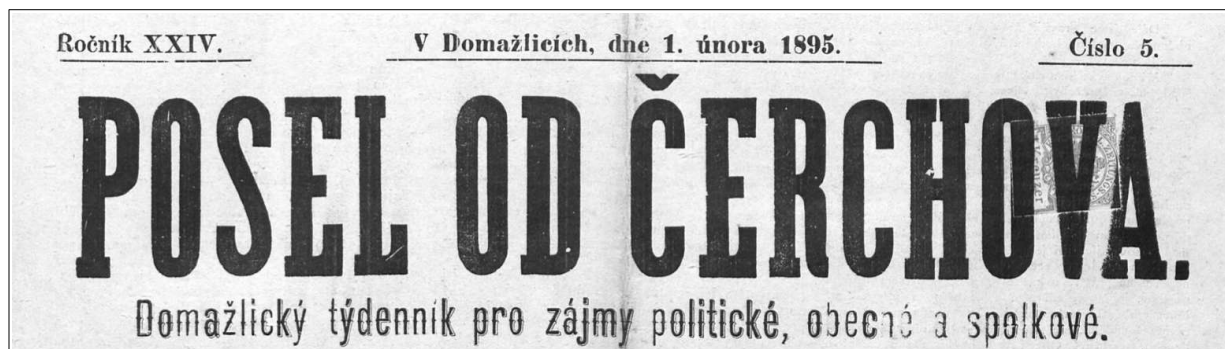 Ročník XXIV. V Domažlicích, dne 1. února 1895. Číslo 5.
POSEL OD ČERCHOVA.
Domažlický týdenník pro zájmy politické, obecné a spolkové.